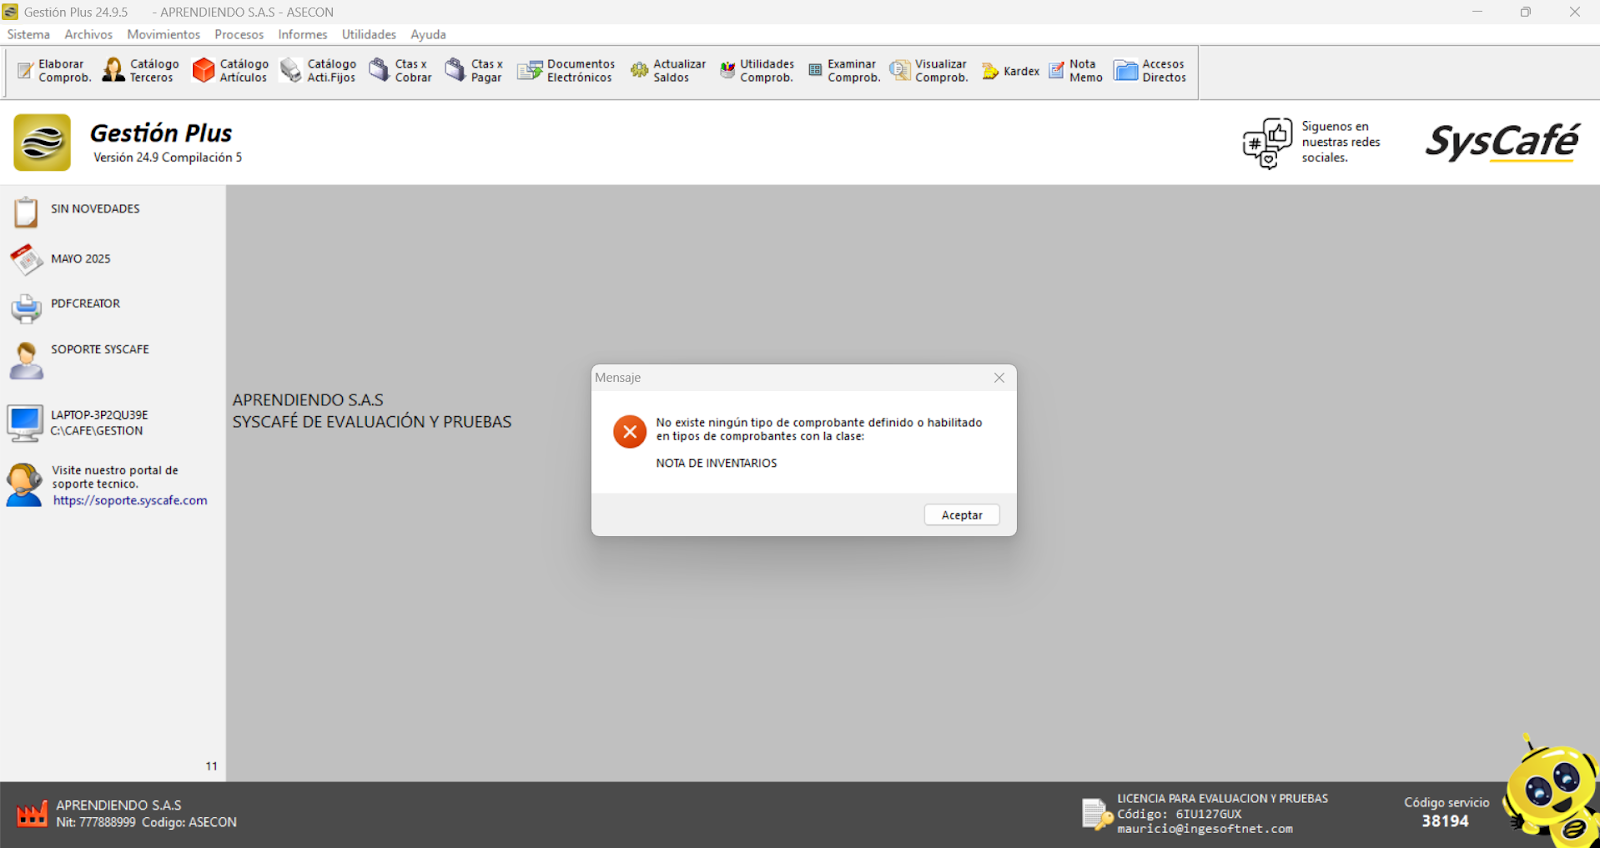 Gestión Plus 24.9.5 - APRENDIENDO S.A.S - ASECON
Sistema Archivos Movimientos Procesos Informes Utilidades Ayuda
Elaborar Comprob.
Catálogo Terceros
Catálogo Artículos
Catálogo Acti.Fijos
Ctas x Cobrar
Ctas x Pagar
Documentos Electrónicos
Actualizar Saldos
Utilidades Comprob.
Examinar Comprob.
Visualizar Comprob.
Kardex
Nota Memo
Accesos Directos
Gestión Plus
Versión 24.9 Compilación 5
Siguenos en
nuestras redes
sociales.
SysCafé
SIN NOVEDADES
MAYO 2025
PDFCREATOR
SOPORTE SYSCAFE
LAPTOP-3P2QU39E
C:\CAFE\GESTION
Visite nuestro portal de
soporte tecnico.
https://soporte.syscafe.com
11
APRENDIENDO S.A.S
SYSCAFÉ DE EVALUACIÓN Y PRUEBAS
Mensaje
No existe ningún tipo de comprobante definido o habilitado
en tipos de comprobantes con la clase:
NOTA DE INVENTARIOS
Aceptar
APRENDIENDO S.A.S
Nit: 777888999 Codigo: ASECON
LICENCIA PARA EVALUACION Y PRUEBAS
Código: 6IU127GUX
mauricio@ingesoftnet.com
Código servicio
38194